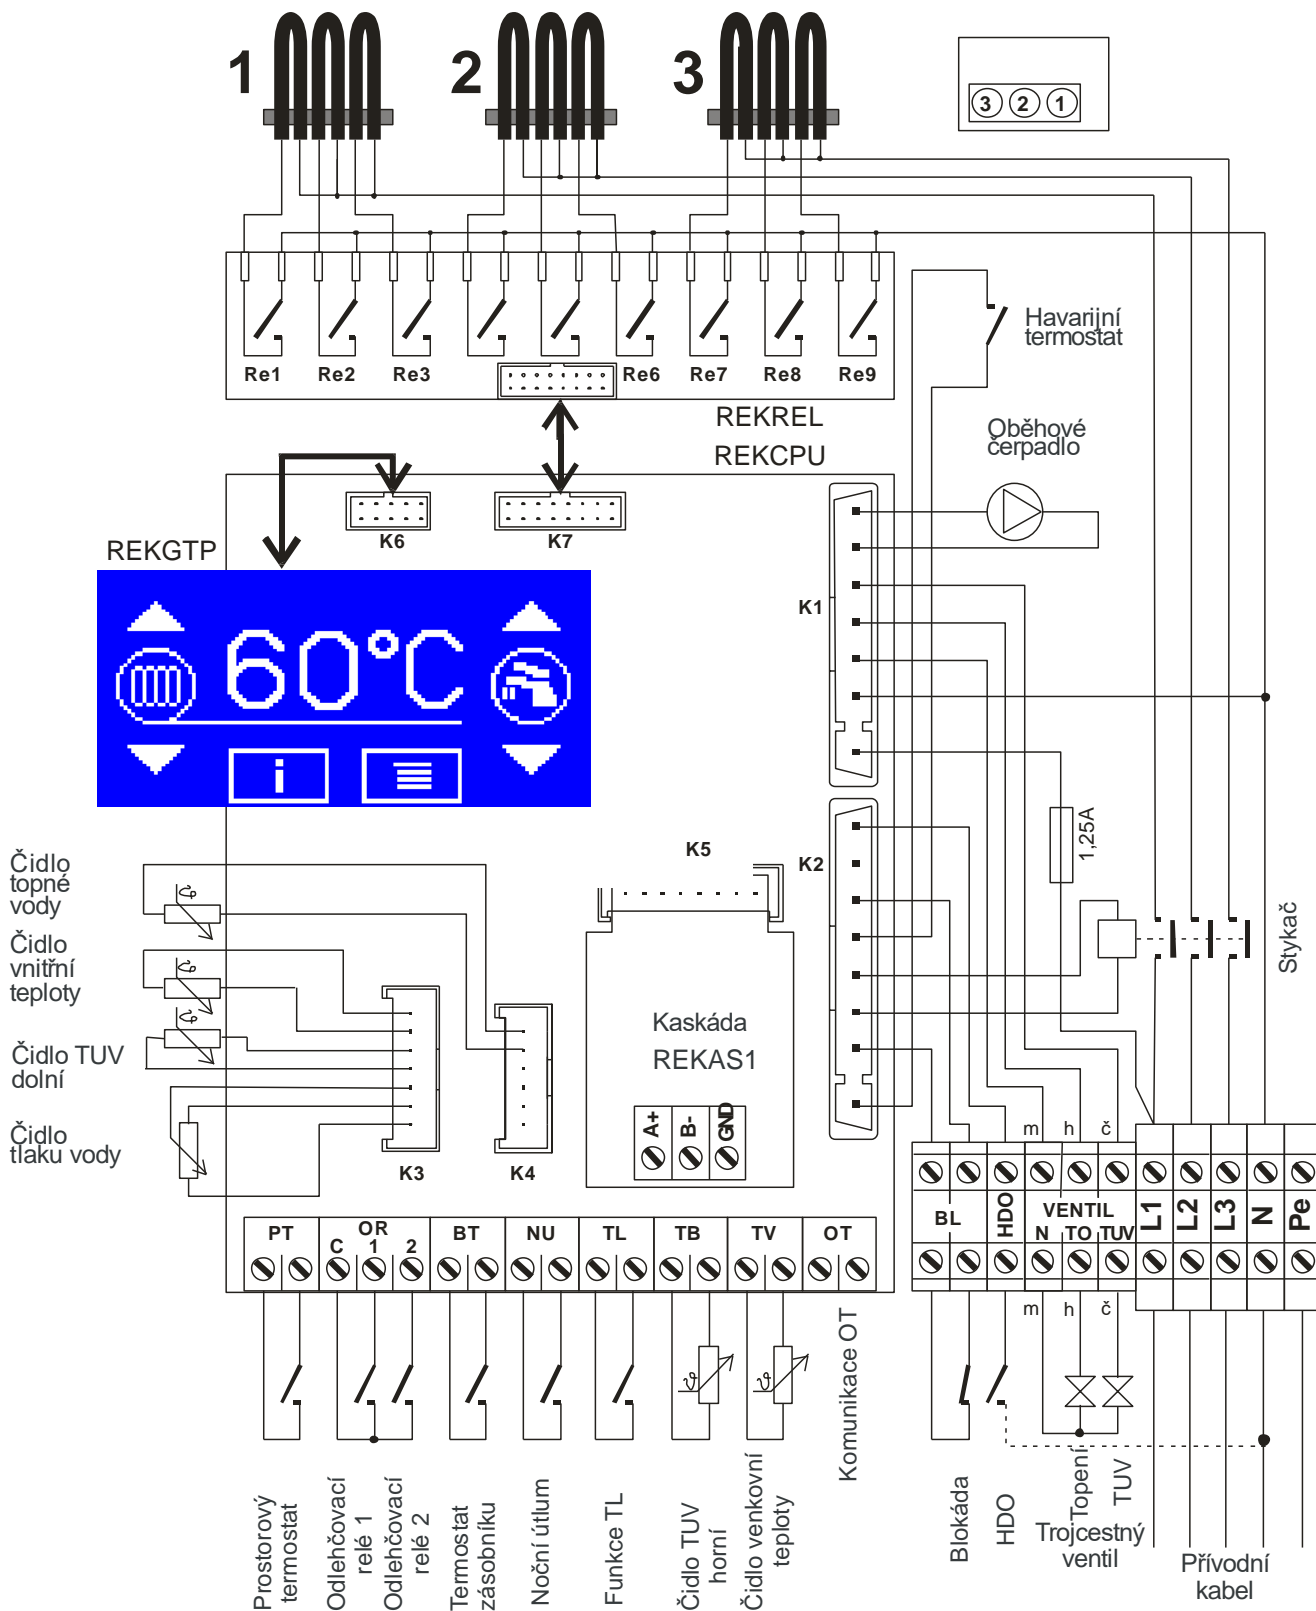 1 2 3
3 2 1
Re1 Re2 Re3 Re6 Re7 Re8 Re9
Havarijní
termostat
REKREL
REKCPU
Oběhové
čerpadlo
K6 K7
REKGTP
K1
60°C
i
1,25A
K5
K2
Čidlo
topné
vody
Čidlo
vnitřní
teploty
Stykač
Čidlo TUV
dolní
Kaskáda
REKAS1
Čidlo
tlaku vody
A+ B- GND
K3 K4
m h č
BL HDO VENTIL L1 L2 L3 N Pe
N TO TUV
PT OR BT NU TL TB TV OT
C 1 2
m h č
Prostorový
termostat
Odlehčovací
relé 1
Odlehčovací
relé 2
Termostat
zásobníku
Noční útlum
Funkce TL
Čidlo TUV
horní
Čidlo venkovní
teploty
Komunikace OT
Blokáda
HDO
Topení
TUV
Trojcestný
ventil
Přívodní
kabel